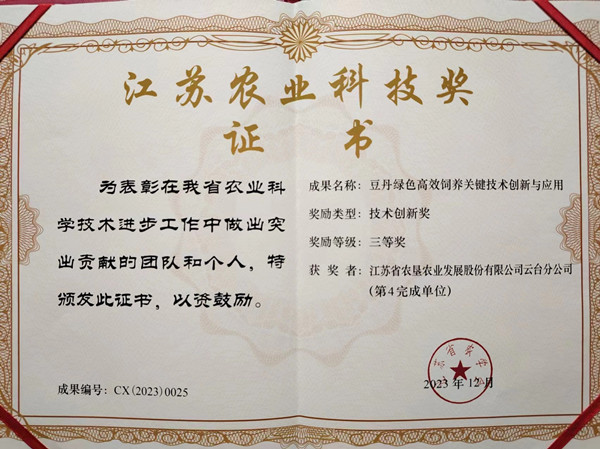 江苏农业科技奖
证书
为表彰在我省农业科
学技术进步工作中做出突
出贡献的团队和个人，特
颁发此证书，以资鼓励。
成果编号：CX(2023)0025
成果名称：豆丹绿色高效饲养关键技术创新与应用
奖励类型：技术创新奖
奖励等级：三等奖
获奖者：江苏省农垦农业发展股份有限公司云台分公司
(第4完成单位)
2023年12月